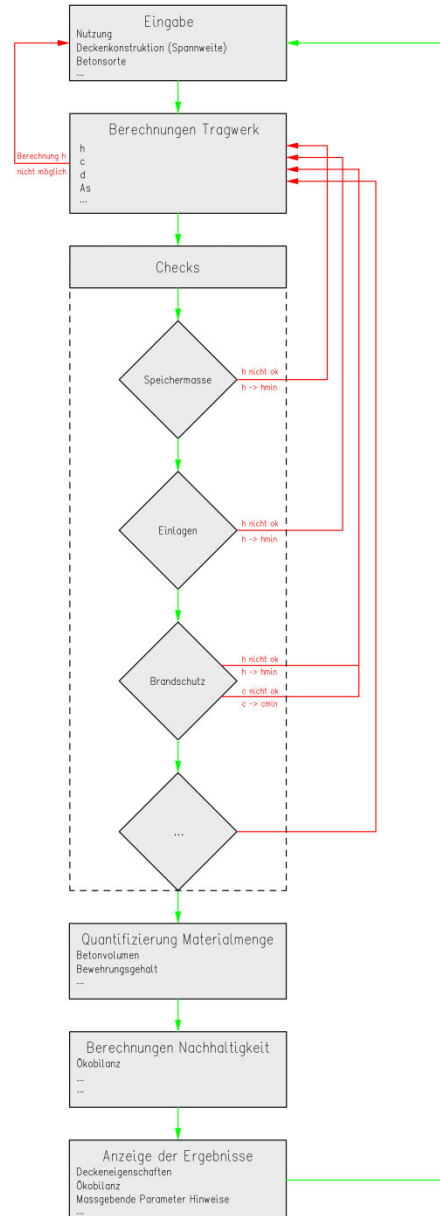 Eingabe
Nutzung
Deckenkonstruktion (Spannweite)
Betonsorte
...
Berechnungen Tragwerk
h
c
d
As
...
Berechnung h
nicht möglich
Checks
Speichermasse
h nicht ok
h -> hmin
Einlagen
h nicht ok
h -> hmin
Brandschutz
h nicht ok
h -> hmin
c nicht ok
c -> cmin
...
Quantifizierung Materialmenge
Betonvolumen
Bewehrungsgehalt
...
Berechnungen Nachhaltigkeit
Ökobilanz
...
...
Anzeige der Ergebnisse
Deckeneigenschaften
Ökobilanz
Massgebende Parameter Hinweise
...